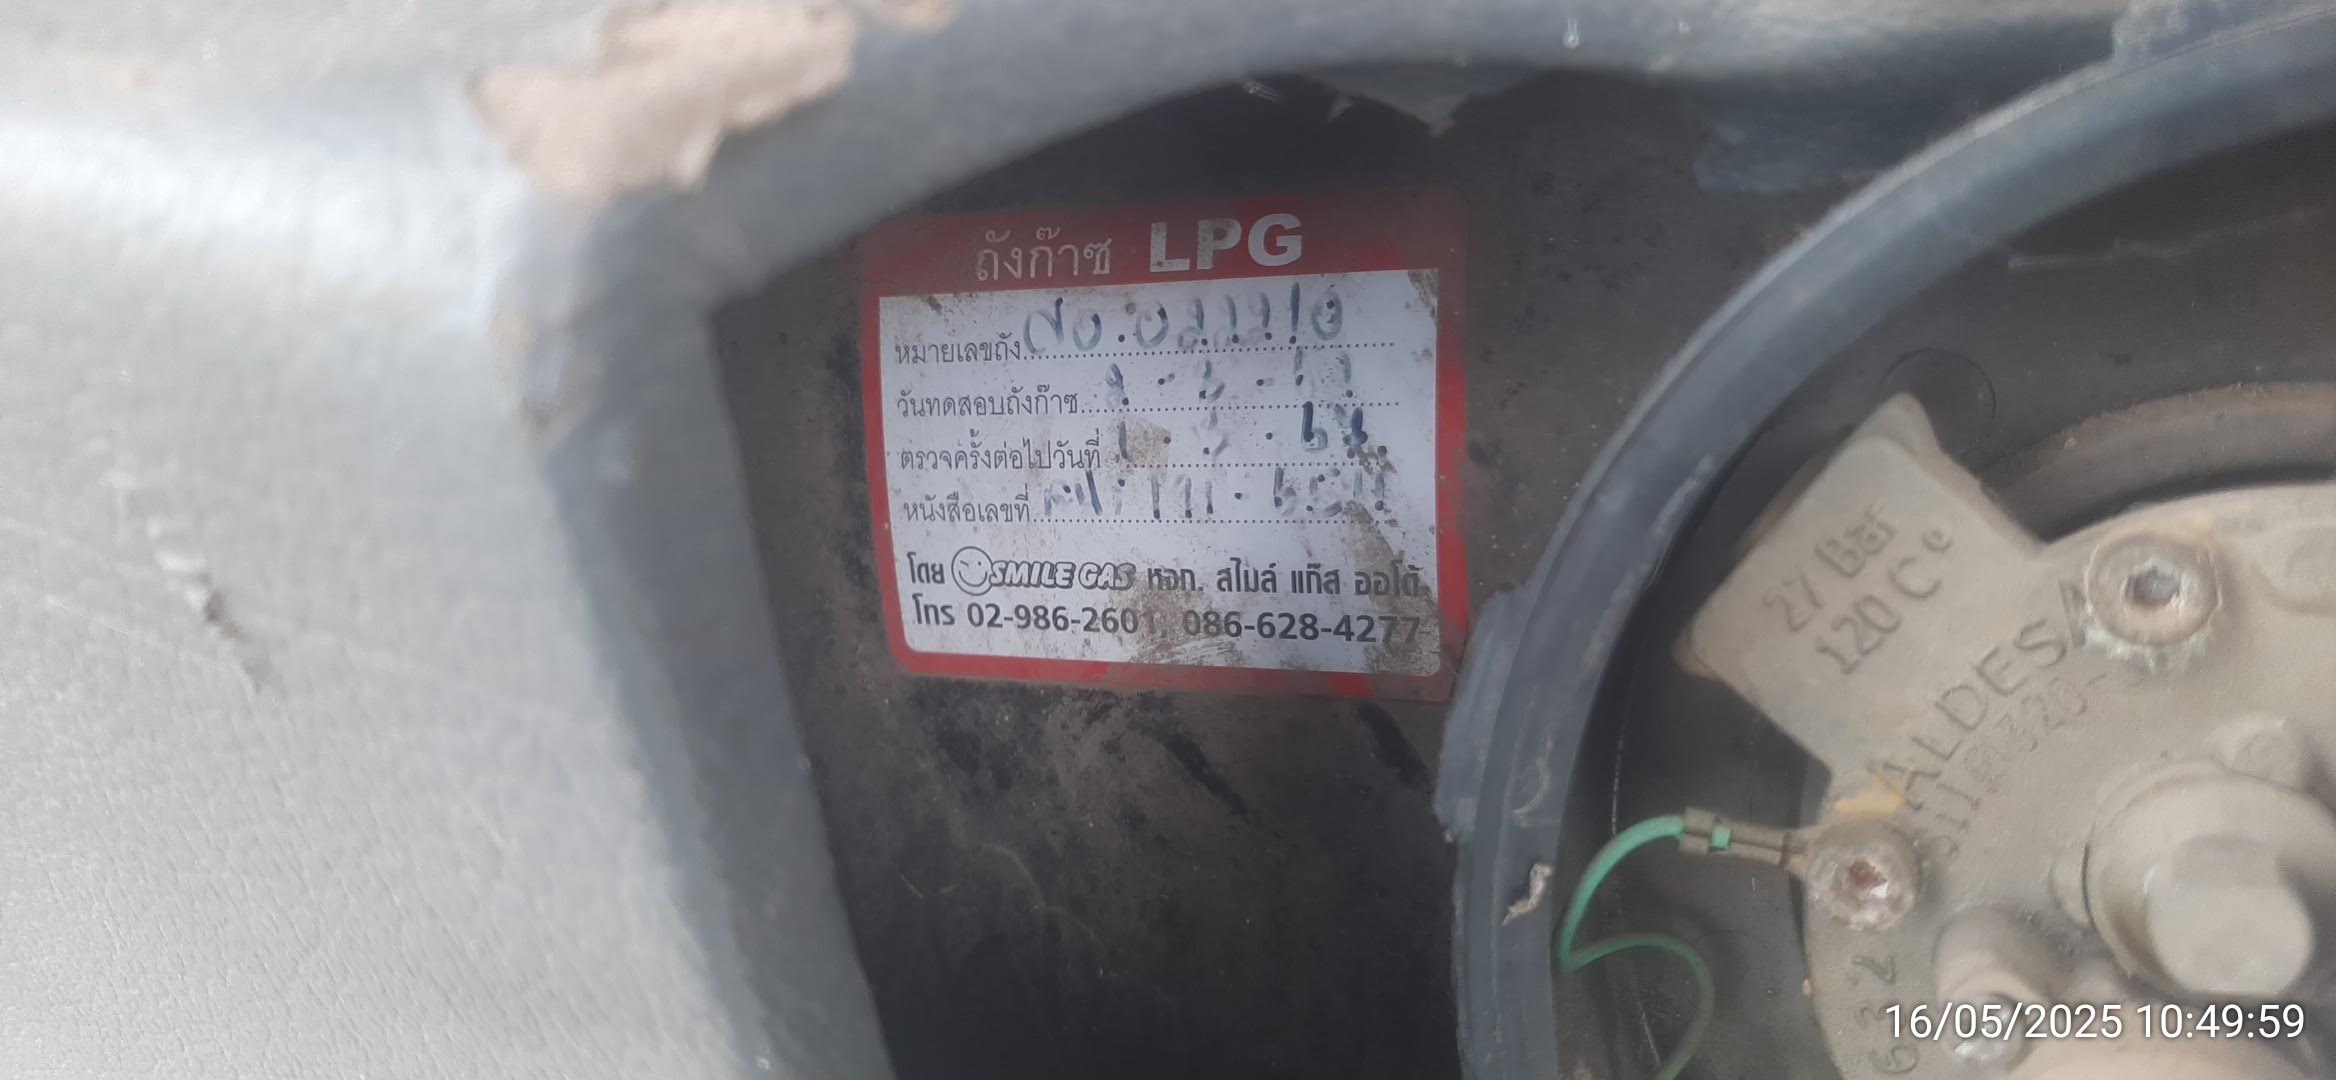 ถังก๊าซ LPG
หมายเลขถัง No.022210
วันทดสอบถังก๊าซ
ตรวจครั้งต่อไปวันที่
หนังสือเลขที่
โดย SMILE GAS หจก. สไมล์ แก๊ส ออโต้
โทร 02-986-2601, 086-628-4277
27 Bar
120 C
16/05/2025 10:49:59